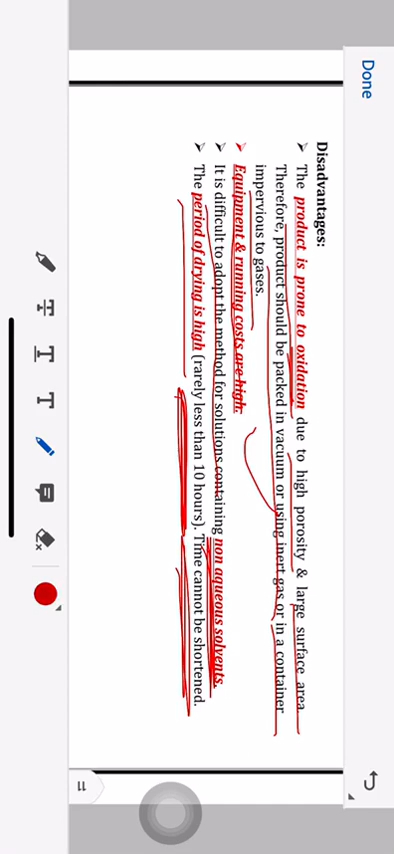 Done
Disadvantages:
➢ The product is prone to oxidation due to high porosity & large surface area.
Therefore, product should be packed in vacuum or using inert gas or in a container
impervious to gases.
➢ Equipment & running costs are high.
➢ It is difficult to adopt the method for solutions containing non aqueous solvents.
➢ The period of drying is high (rarely less than 10 hours). Time cannot be shortened.
T T T